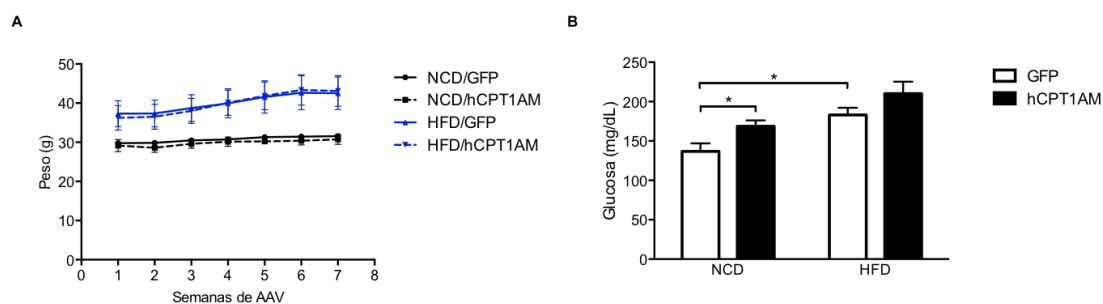 A
B
50
40
30
20
10
0
Peso (g)
0 1 2 3 4 5 6 7 8
Semanas de AAV
NCD/GFP
NCD/hCPT1AM
HFD/GFP
HFD/hCPT1AM
250
200
150
100
50
0
Glucosa (mg/dL)
*
*
NCD HFD
GFP
hCPT1AM